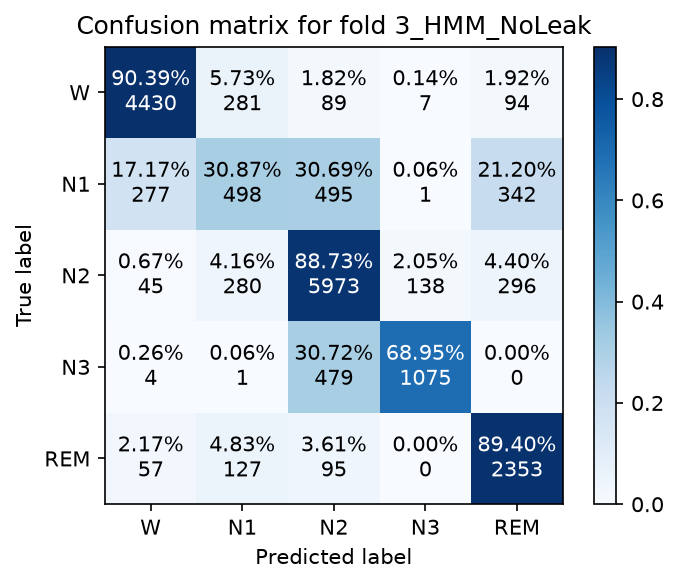 Confusion matrix for fold 3_HMM_NoLeak
90.39% 5.73% 1.82% 0.14% 1.92%
W 4430 281 89 7 94 0.8
17.17% 30.87% 30.69% 0.06% 21.20%
N1 277 498 495 1 342 0.6
True label
0.67% 4.16% 88.73% 2.05% 4.40%
N2 45 280 5973 138 296 0.4
0.26% 0.06% 30.72% 68.95% 0.00%
N3 4 1 479 1075 0 0.2
2.17% 4.83% 3.61% 0.00% 89.40%
REM 57 127 95 0 2353 0.0
W N1 N2 N3 REM
Predicted label